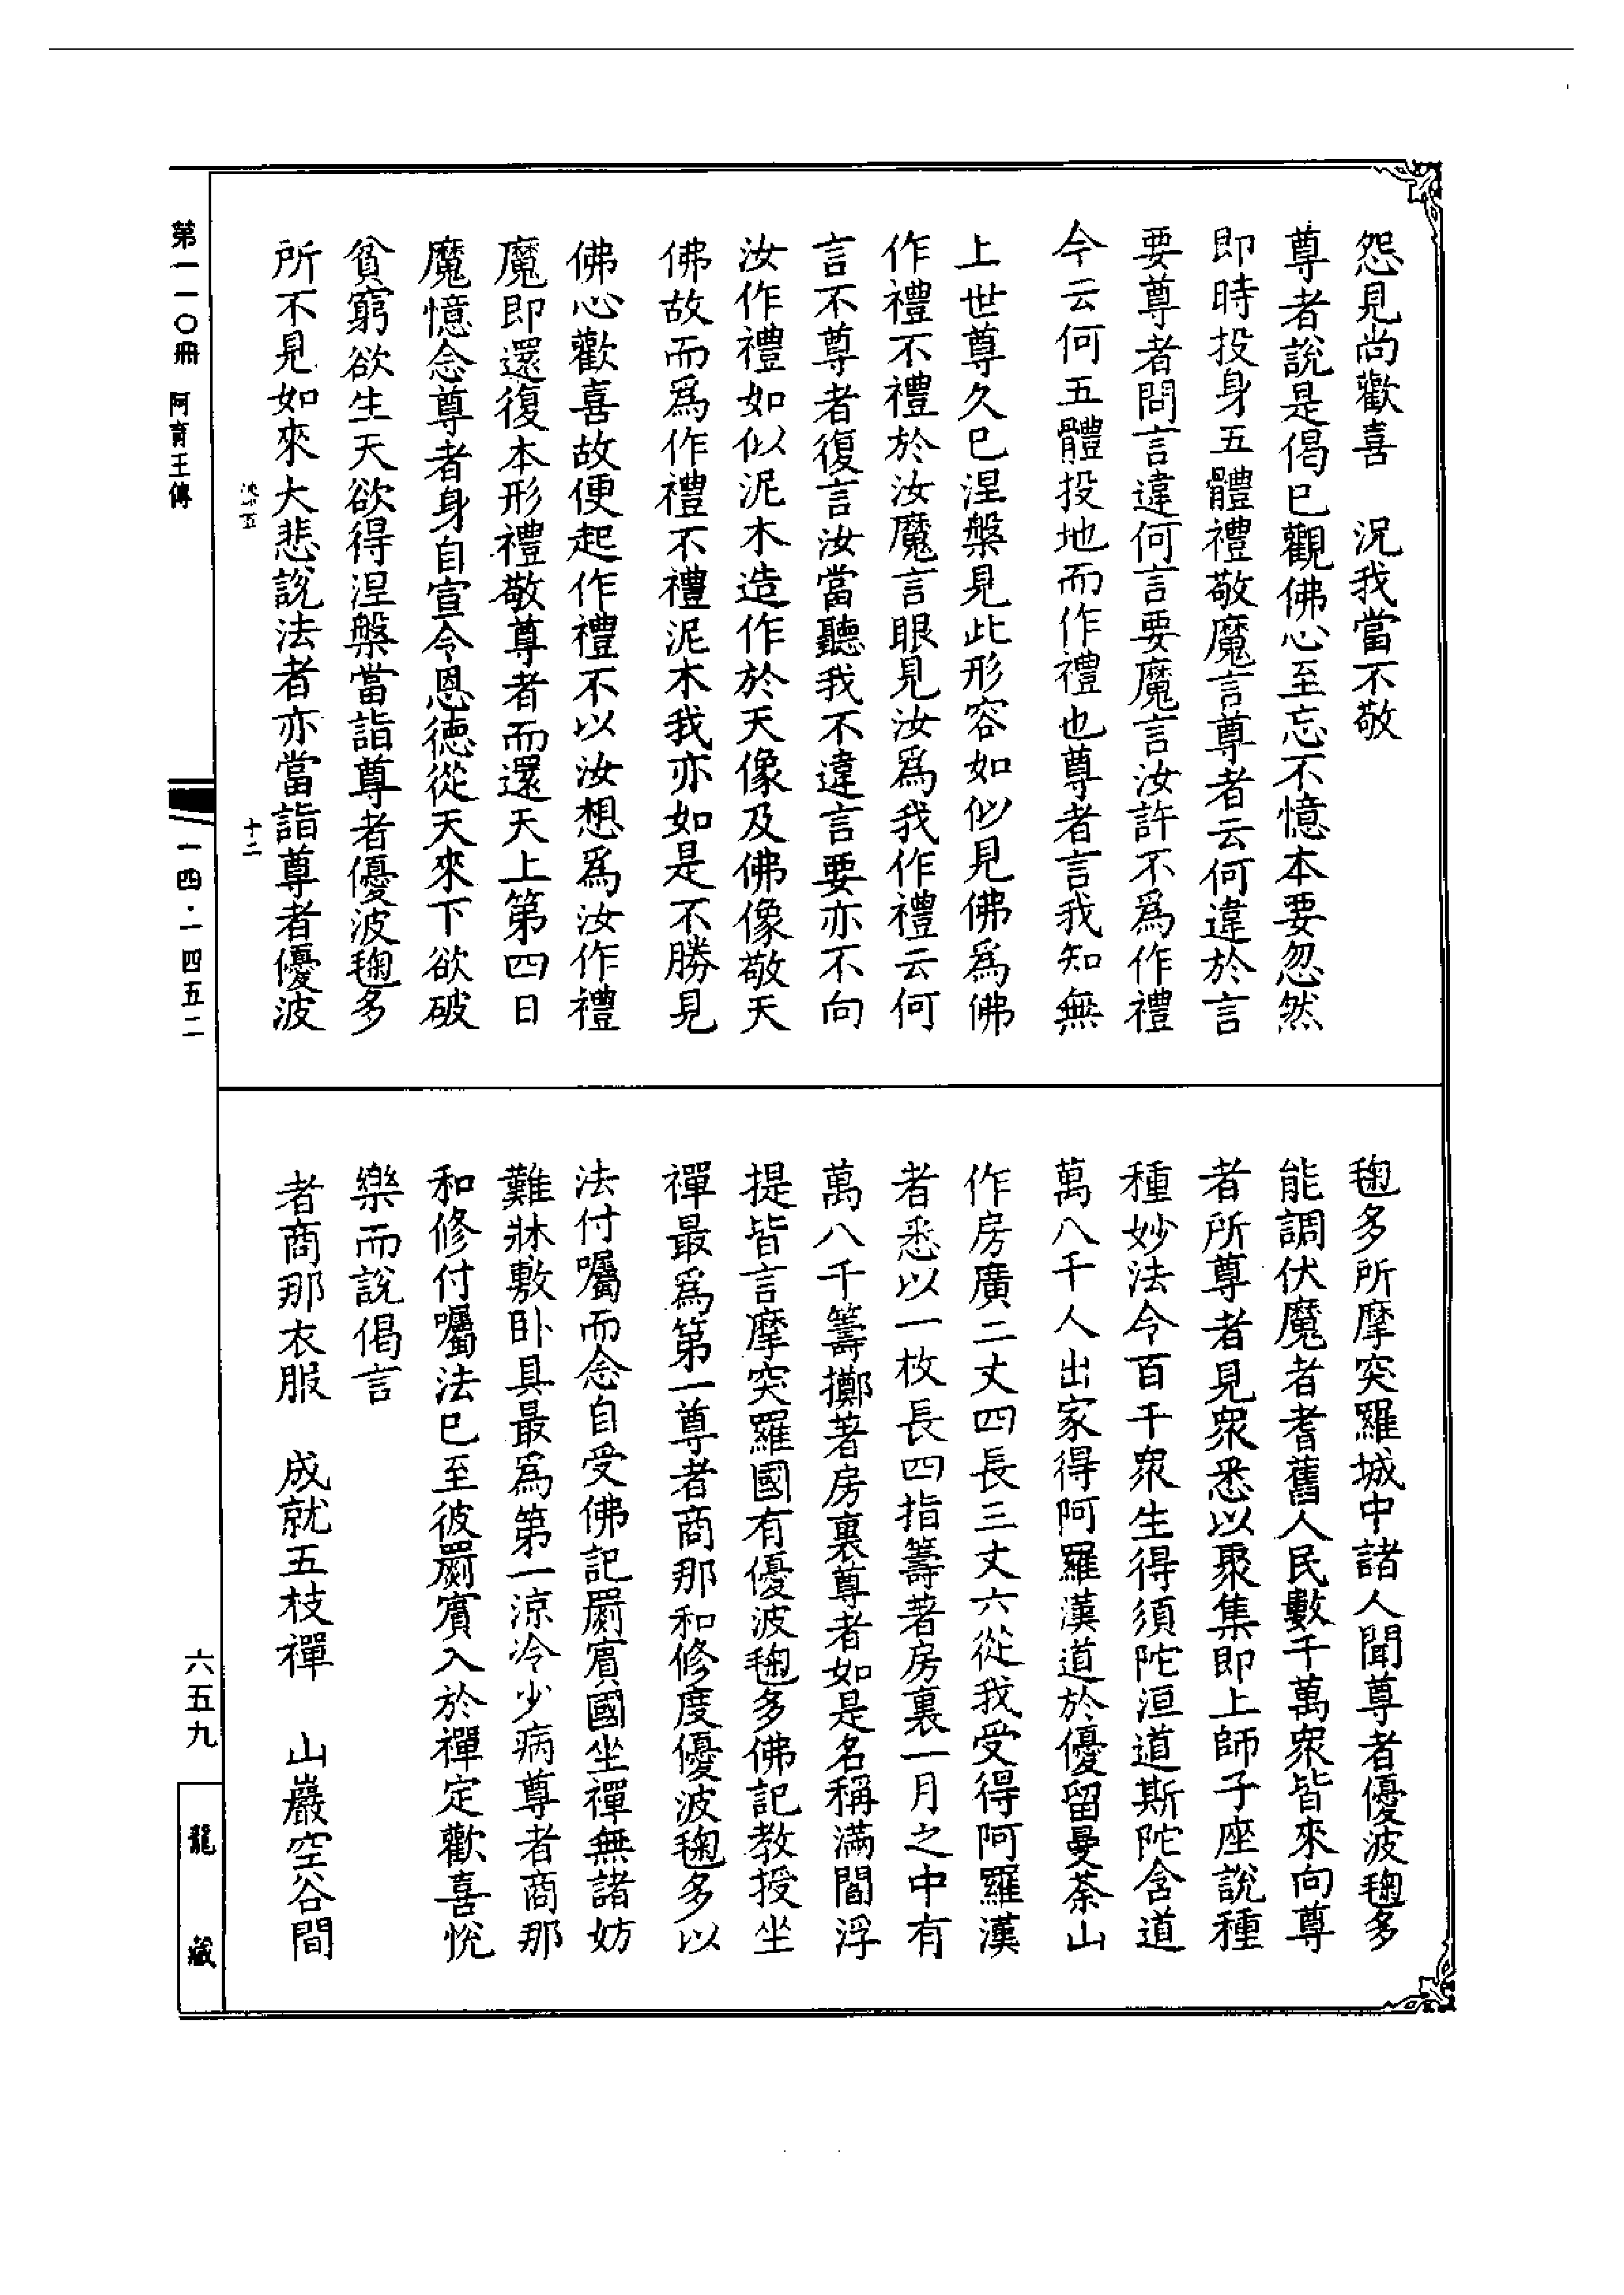 怨見尚歡喜　況我當不敬
尊者說是偈已觀佛心至忘不憶本要忽然
即時投身五體禮敬魔言尊者云何違於言
要尊者問言違何言要魔言汝許不爲作禮
今云何五體投地而作禮也尊者言我知無
上世尊久已涅槃見此形容如似見佛爲佛
作禮不禮於汝魔言眼見汝爲我作禮云何
言不尊者復言汝當聽我不違言要亦不向
汝作禮如似泥木造作於天像及佛像敬天
佛故而爲作禮不禮泥木我亦如是不勝見
佛心歡喜故便起作禮不以汝想爲汝作禮
魔即還復本形禮敬尊者而還天上第四日
魔憶念尊者身自宣令恩德從天來下欲破
貧窮欲生天欲得涅槃當詣尊者優波毱多
所不見如來大悲說法者亦當詣尊者優波
毱多所摩突羅城中諸人聞尊者優波毱多
能調伏魔者耆舊人民數千萬衆皆來向尊
者所尊者見衆悉以聚集即上師子座說種
種妙法令百千衆生得須陀洹道斯陀含道
萬八千人出家得阿羅漢道於優留曼荼山
作房廣二丈四長三丈六從我受得阿羅漢
者悉以一枚長四指籌著房裏一月之中有
萬八千籌擲著房裏尊者如是名稱滿閻浮
提皆言摩突羅國有優波毱多佛記教授坐
禪最爲第一尊者商那和修度優波毱多以
法付囑而念自受佛記罽賓國坐禪無諸妨
難牀敷臥具最爲第一涼冷少病尊者商那
和修付囑法已至彼罽賓入於禪定歡喜悅
樂而說偈言
者商那衣服　成就五枝禪　山巖空谷間
第一一〇冊　阿育王傳
十二
一四·一四五二
六五九
龍藏